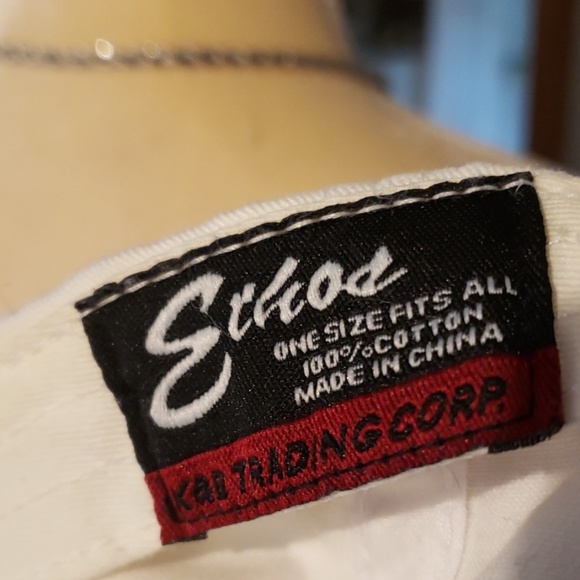 Ethos
ONE SIZE FITS ALL
100% COTTON
MADE IN CHINA
K&B TRADING CORP.